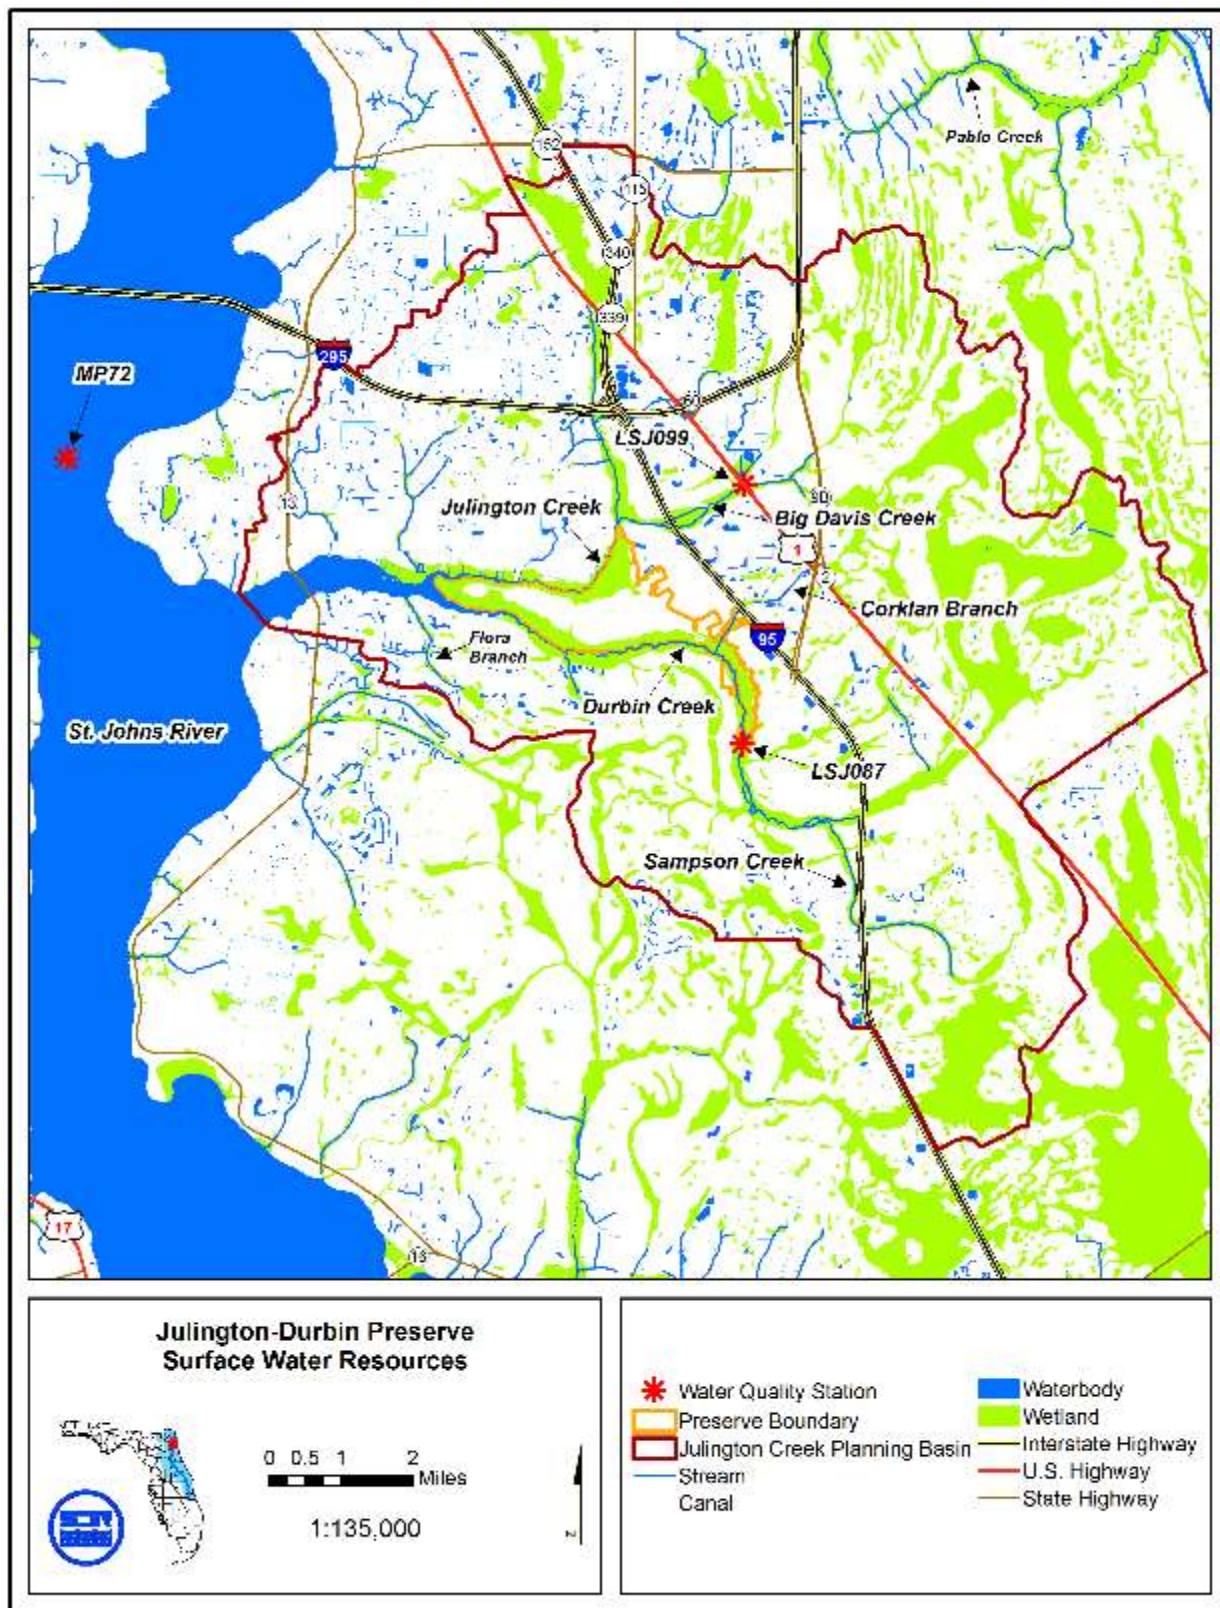 Pablo Creek
152
115
340
339
295
MP72
60
LSJ099
Julington Creek
13
9B
Big Davis Creek
1
2
Corklan Branch
95
Flora
Branch
Durbin Creek
St. Johns River
LSJ087
Sampson Creek
17
16
Julington-Durbin Preserve
Surface Water Resources
0 0.5 1 2
Miles
1:135,000
Water Quality Station
Preserve Boundary
Julington Creek Planning Basin
Stream
Canal
Waterbody
Wetland
Interstate Highway
U.S. Highway
State Highway